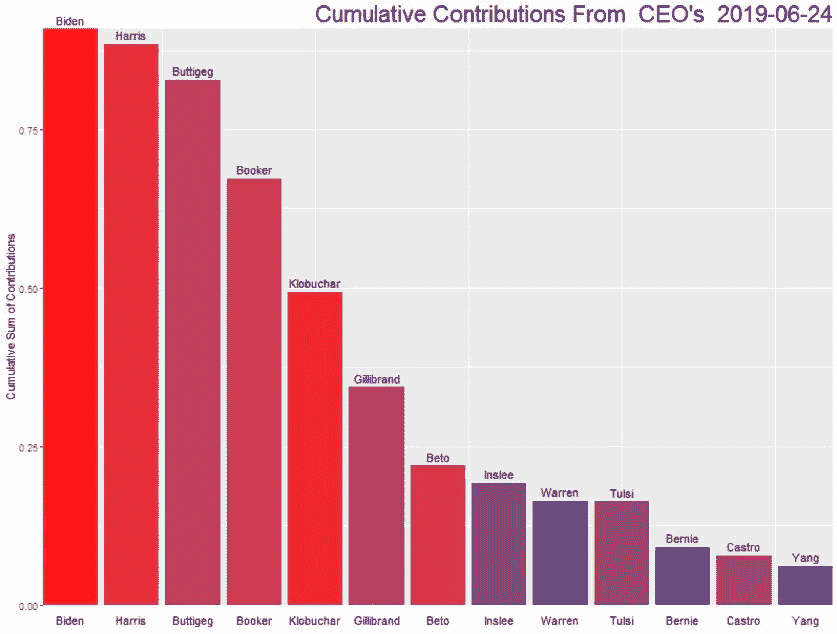 Cumulative Contributions From CEO's 2019-06-24
Biden
Harris
Buttigeg
Booker
Klobuchar
Gillibrand
Beto
Inslee
Warren
Tulsi
Bernie
Castro
Yang
Cumulative Sum of Contributions
0.75
0.50
0.25
0.00
Biden Harris Buttigeg Booker Klobuchar Gillibrand Beto Inslee Warren Tulsi Bernie Castro Yang